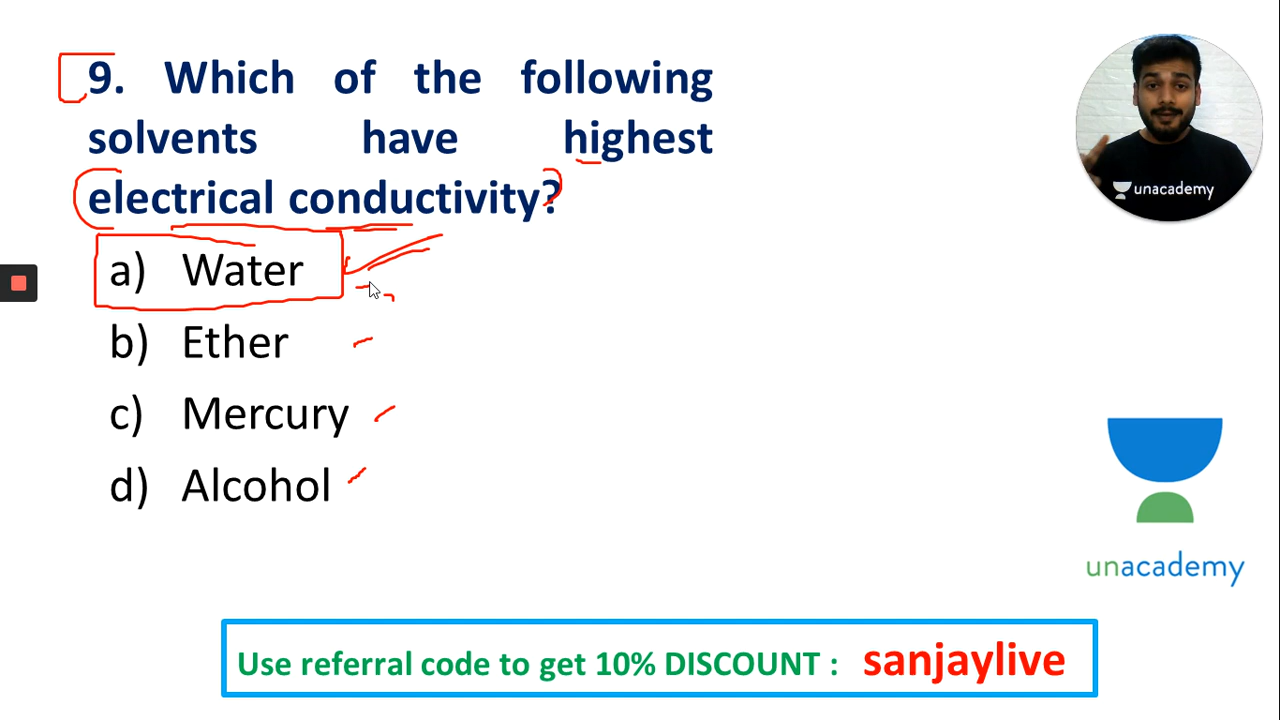 9. Which of the following
solvents have highest
electrical conductivity?
a) Water
b) Ether
c) Mercury
d) Alcohol
unacademy
unacademy
Use referral code to get 10% DISCOUNT : sanjaylive